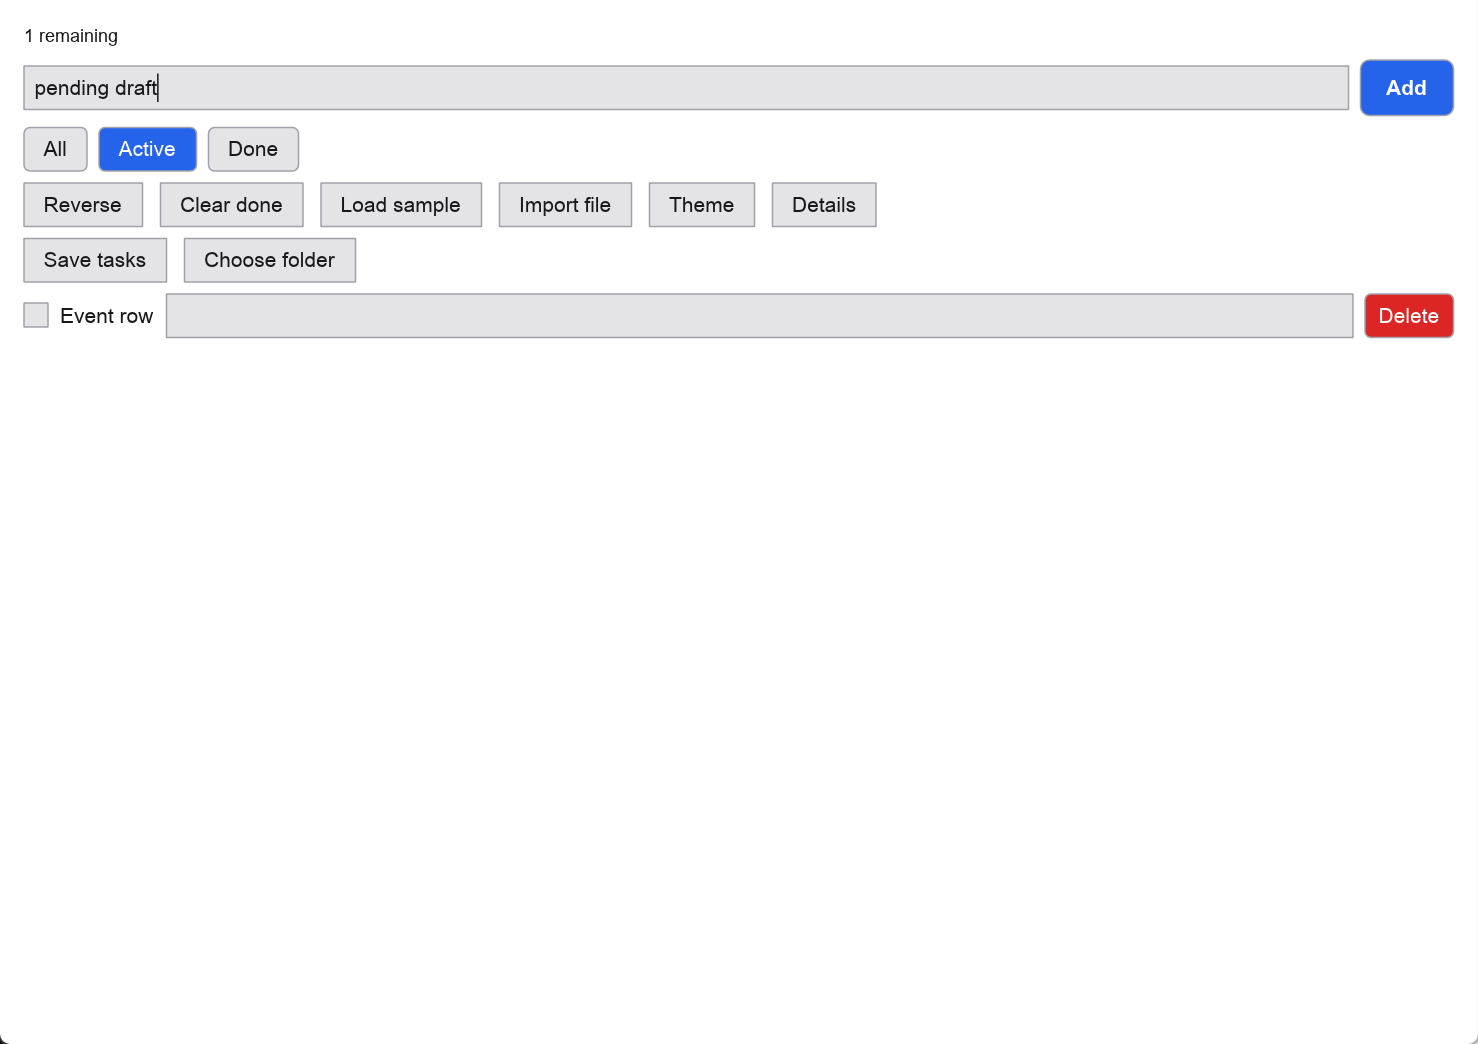 1 remaining
pending draft Add
All Active Done
Reverse Clear done Load sample Import file Theme Details
Save tasks Choose folder
Event row Delete